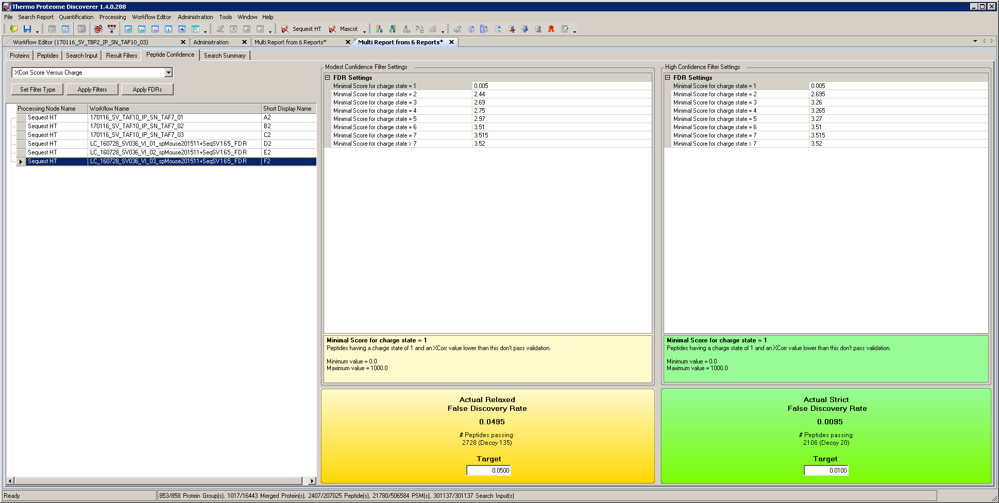 Thermo Proteome Discoverer 1.4.0.288
File Search Report Quantification Processing Workflow Editor Administration Tools Window Help
Sequest HT Mascot
Workflow Editor (170116_SV_TBP2_IP_SN_TAF10_03) Administration Multi Report from 6 Reports* Multi Report from 6 Reports*
Proteins Peptides Search Input Result Filters Peptide Confidence Search Summary
XCorr Score Versus Charge
Set Filter Type Apply Filters Apply FDRs
Processing Node Name Workflow Name Short Display Name
Sequest HT 170116_SV_TAF10_IP_SN_TAF7_01 A2
Sequest HT 170116_SV_TAF10_IP_SN_TAF7_02 B2
Sequest HT 170116_SV_TAF10_IP_SN_TAF7_03 C2
Sequest HT LC_160728_SV036_VI_01_spMouse201511+SeqSV165_FDR D2
Sequest HT LC_160728_SV036_VI_02_spMouse201511+SeqSV165_FDR E2
Sequest HT LC_160728_SV036_VI_03_spMouse201511+SeqSV165_FDR F2
Modest Confidence Filter Settings
FDR Settings
Minimal Score for charge state = 1 0.005
Minimal Score for charge state = 2 2.44
Minimal Score for charge state = 3 2.69
Minimal Score for charge state = 4 2.75
Minimal Score for charge state = 5 2.97
Minimal Score for charge state = 6 3.51
Minimal Score for charge state = 7 3.515
Minimal Score for charge state > 7 3.52
Minimal Score for charge state = 1
Peptides having a charge state of 1 and an XCorr value lower than this don't pass validation.
Minimum value = 0.0
Maximum value = 1000.0
Actual Relaxed
False Discovery Rate
0.0495
# Peptides passing:
2728 (Decoy 135)
Target
0.0500
High Confidence Filter Settings
FDR Settings
Minimal Score for charge state = 1 0.005
Minimal Score for charge state = 2 2.695
Minimal Score for charge state = 3 3.26
Minimal Score for charge state = 4 3.265
Minimal Score for charge state = 5 3.27
Minimal Score for charge state = 6 3.51
Minimal Score for charge state = 7 3.515
Minimal Score for charge state > 7 3.52
Minimal Score for charge state = 1
Peptides having a charge state of 1 and an XCorr value lower than this don't pass validation.
Minimum value = 0.0
Maximum value = 1000.0
Actual Strict
False Discovery Rate
0.0095
# Peptides passing:
2106 (Decoy 20)
Target
0.0100
Ready
853/858 Protein Group(s), 1017/16443 Merged Protein(s), 2407/207025 Peptide(s), 21780/506584 PSM(s), 301137/301137 Search Input(s)